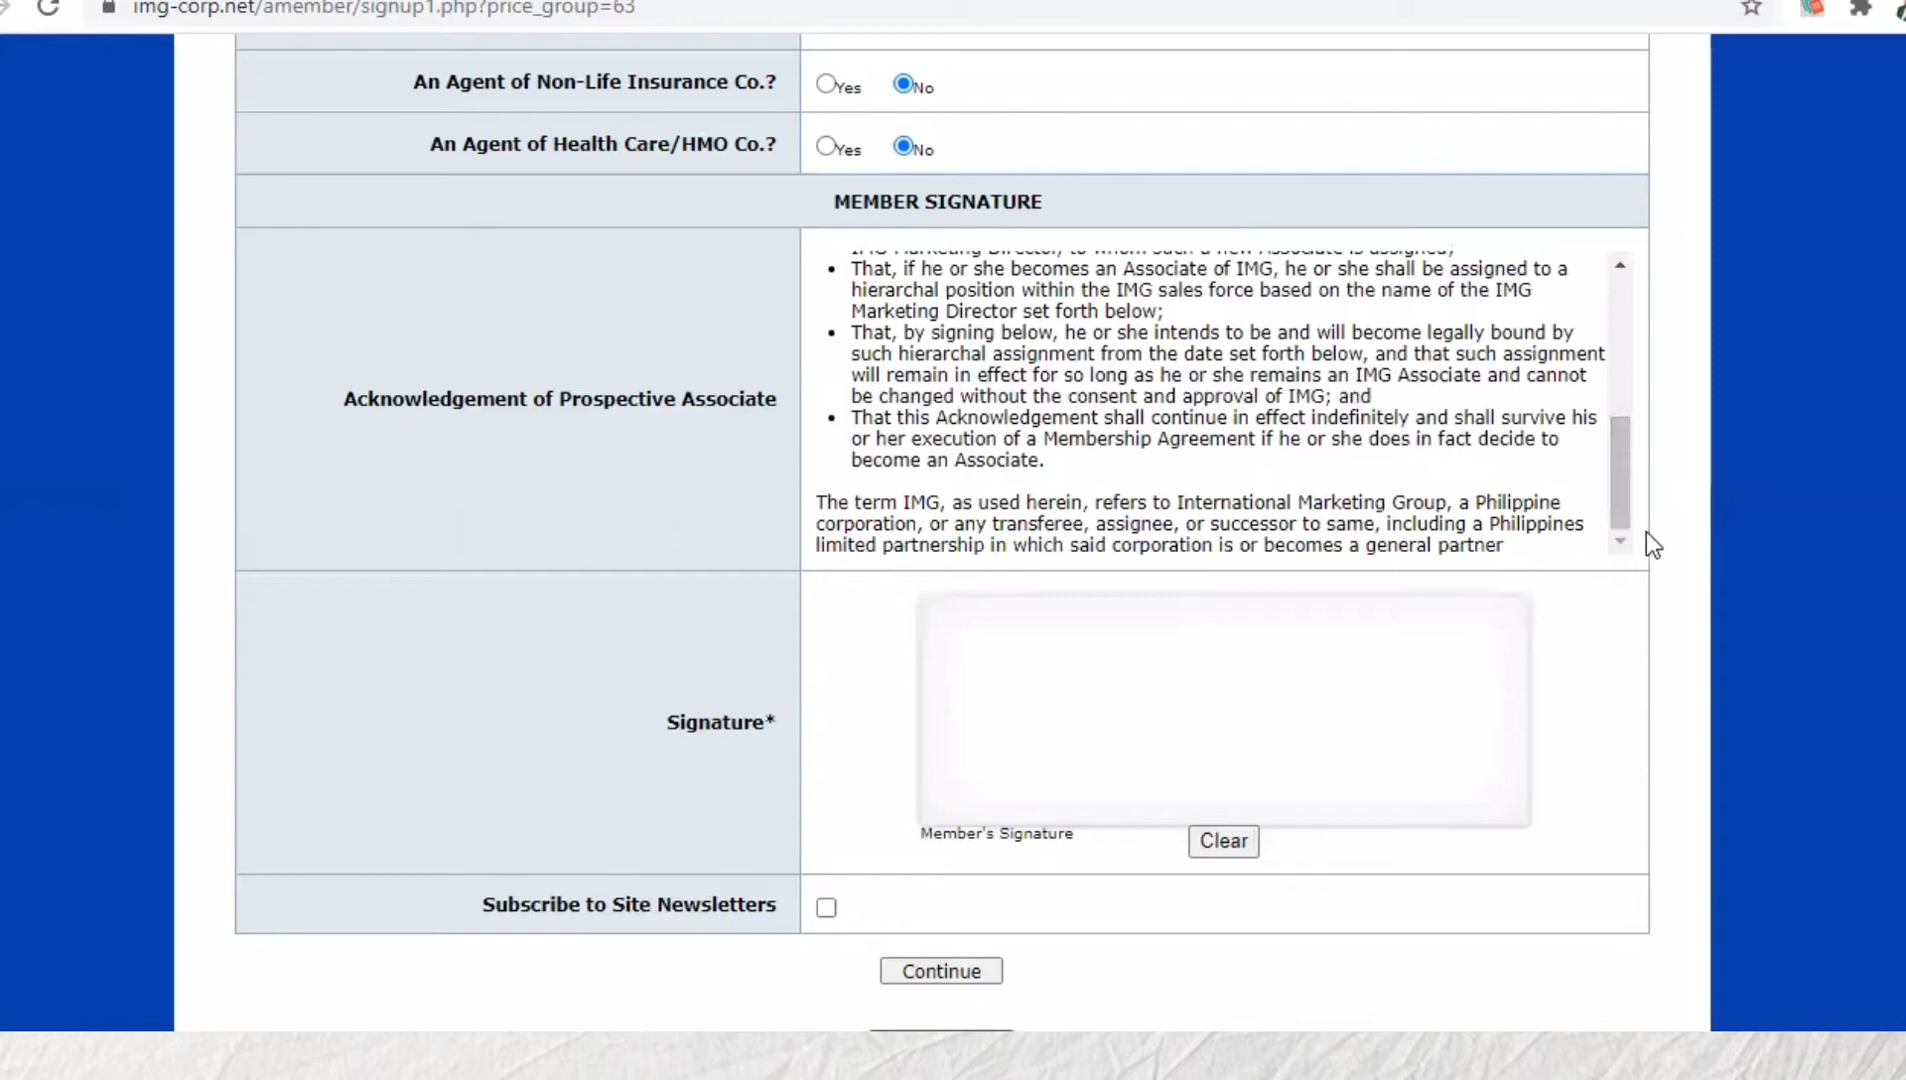 img-corp.net/amember/signup1.php?price_group=63
An Agent of Non-Life Insurance Co.?
Yes No
An Agent of Health Care/HMO Co.?
Yes No
MEMBER SIGNATURE
Acknowledgement of Prospective Associate
IMG Marketing Director, to whom such a new Associate is assigned;
• That, if he or she becomes an Associate of IMG, he or she shall be assigned to a
hierarchal position within the IMG sales force based on the name of the IMG
Marketing Director set forth below;
• That, by signing below, he or she intends to be and will become legally bound by
such hierarchal assignment from the date set forth below, and that such assignment
will remain in effect for so long as he or she remains an IMG Associate and cannot
be changed without the consent and approval of IMG; and
• That this Acknowledgement shall continue in effect indefinitely and shall survive his
or her execution of a Membership Agreement if he or she does in fact decide to
become an Associate.
The term IMG, as used herein, refers to International Marketing Group, a Philippine
corporation, or any transferee, assignee, or successor to same, including a Philippines
limited partnership in which said corporation is or becomes a general partner
Signature*
Member's Signature
Clear
Subscribe to Site Newsletters
Continue